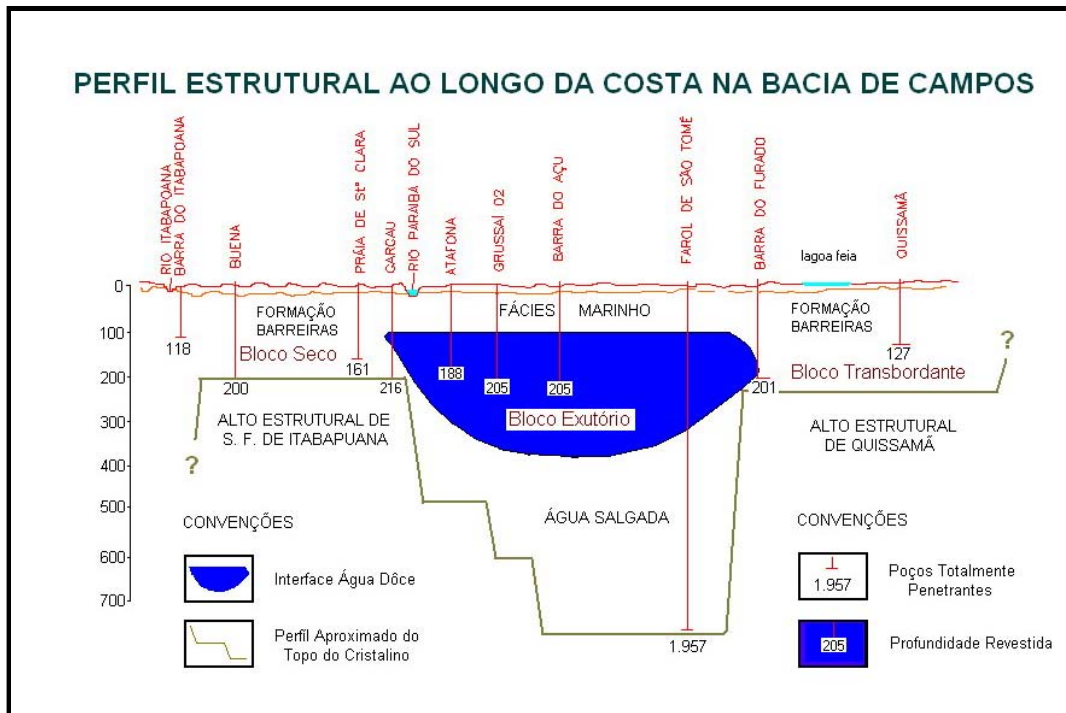 PERFIL ESTRUTURAL AO LONGO DA COSTA NA BACIA DE CAMPOS
RIO ITABAPOANA
BARRA DO ITABAPOANA
BUENA
PRÁIA DE Stª CLARA
GARGAU
RIO PARAIBA DO SUL
ATAFONA
GRUSSAÍ 02
BARRA DO AÇU
FAROL DE SÃO TOMÉ
BARRA DO FURADO
lagoa feia
QUISSAMÃ
0
100
200
300
400
500
600
700
FORMAÇÃO
BARREIRAS
FÁCIES MARINHO
FORMAÇÃO
BARREIRAS
118
Bloco Seco
161
200
216
188
205
205
201
127
?
Bloco Transbordante
Bloco Exutório
ALTO ESTRUTURAL DE
S. F. DE ITABAPUANA
?
ALTO ESTRUTURAL
DE QUISSAMÃ
ÁGUA SALGADA
1.957
CONVENÇÕES
Interface Água Dôce
Perfíl Aproximado do
Topo do Cristalino
CONVENÇÕES
1.957
Poços Totalmente
Penetrantes
205
Profundidade Revestida